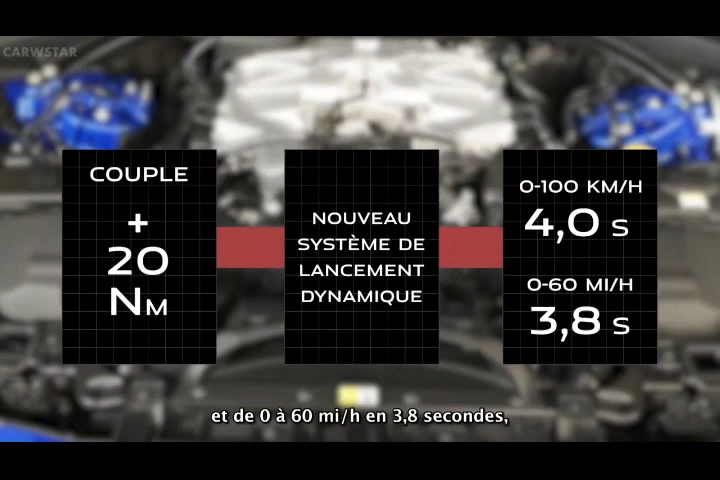 CARWSTAR
COUPLE
+
20
NM
NOUVEAU
SYSTÈME DE
LANCEMENT
DYNAMIQUE
0-100 KM/H
4,0 S
0-60 MI/H
3,8 S
et de 0 à 60 mi/h en 3,8 secondes,